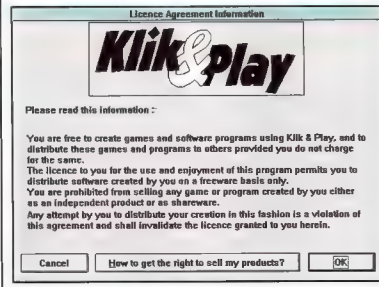 Licence Agreement Information
Klik & Play
Please read this information :-
You are free to create games and software programs using Klik & Play, and to
distribute these games and programs to others provided you do not charge
for the same.
The licence to you for the use and enjoyment of this program permits you to
distribute software created by you on a freeware basis only.
You are prohibited from selling any game or program created by you either
as an independent product or as shareware.
Any attempt by you to distribute your creation in this fashion is a violation of
this agreement and shall invalidate the licence granted to you herein.
Cancel
How to get the right to sell my products?
OK